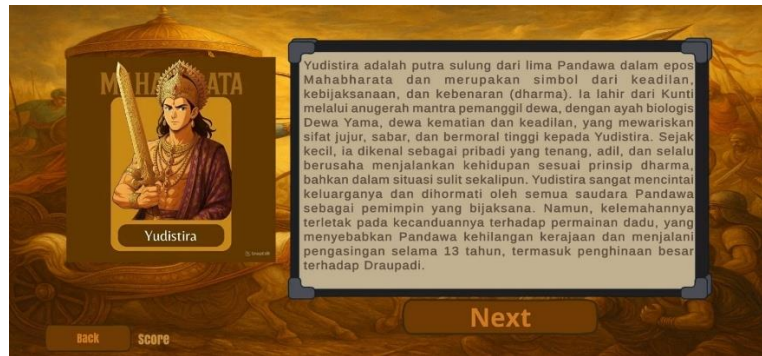 MAHABHARATA
Yudistira
Yudistira adalah putra sulung dari lima Pandawa dalam epos
Mahabharata dan merupakan simbol dari keadilan,
kebijaksanaan, dan kebenaran (dharma). Ia lahir dari Kunti
melalui anugerah mantra pemanggil dewa, dengan ayah biologis
Dewa Yama, dewa kematian dan keadilan, yang mewariskan
sifat jujur, sabar, dan bermoral tinggi kepada Yudistira. Sejak
kecil, ia dikenal sebagai pribadi yang tenang, adil, dan selalu
berusaha menjalankan kehidupan sesuai prinsip dharma,
bahkan dalam situasi sulit sekalipun. Yudistira sangat mencintai
keluarganya dan dihormati oleh semua saudara Pandawa
sebagai pemimpin yang bijaksana. Namun, kelemahannya
terletak pada kecanduannya terhadap permainan dadu, yang
menyebabkan Pandawa kehilangan kerajaan dan menjalani
pengasingan selama 13 tahun, termasuk penghinaan besar
terhadap Draupadi.
Next
Back
Score